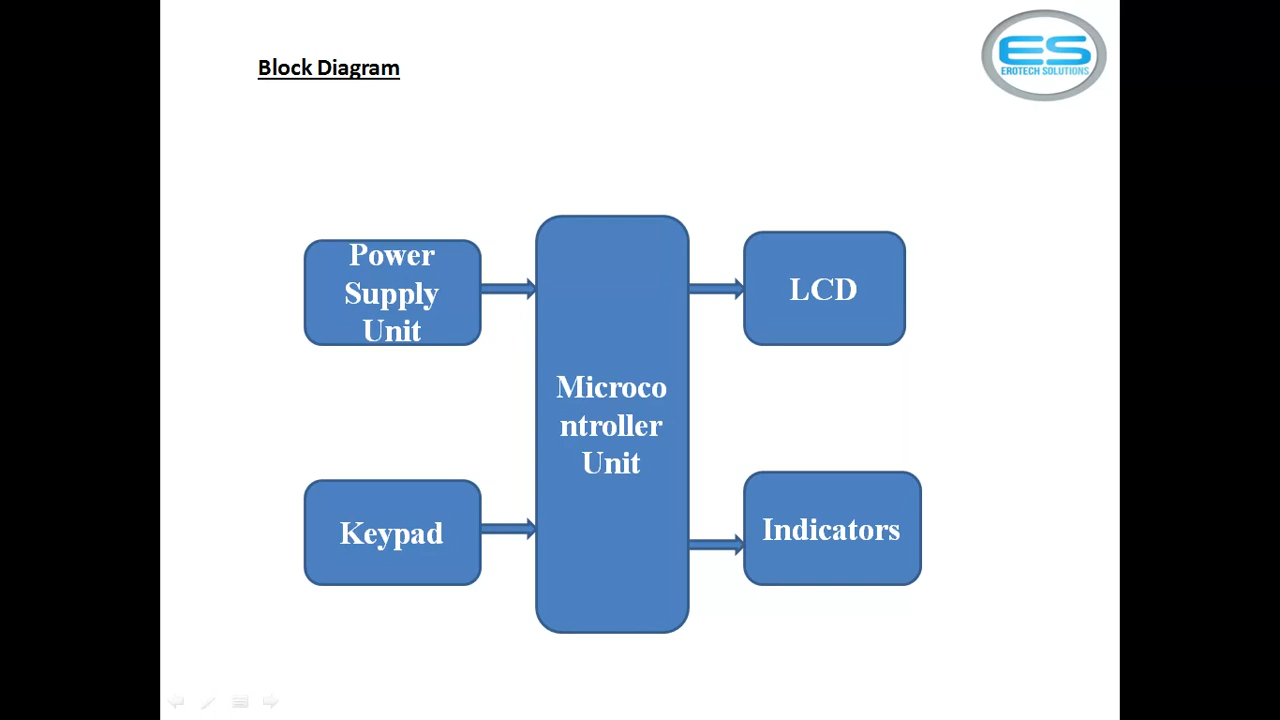 Block Diagram
ES
EROTECH SOLUTIONS
Power
Supply
Unit
LCD
Microco
ntroller
Unit
Keypad
Indicators